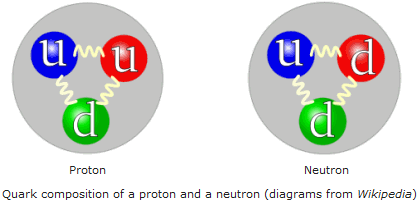 u u u d
d d
Proton Neutron
Quark composition of a proton and a neutron (diagrams from Wikipedia)